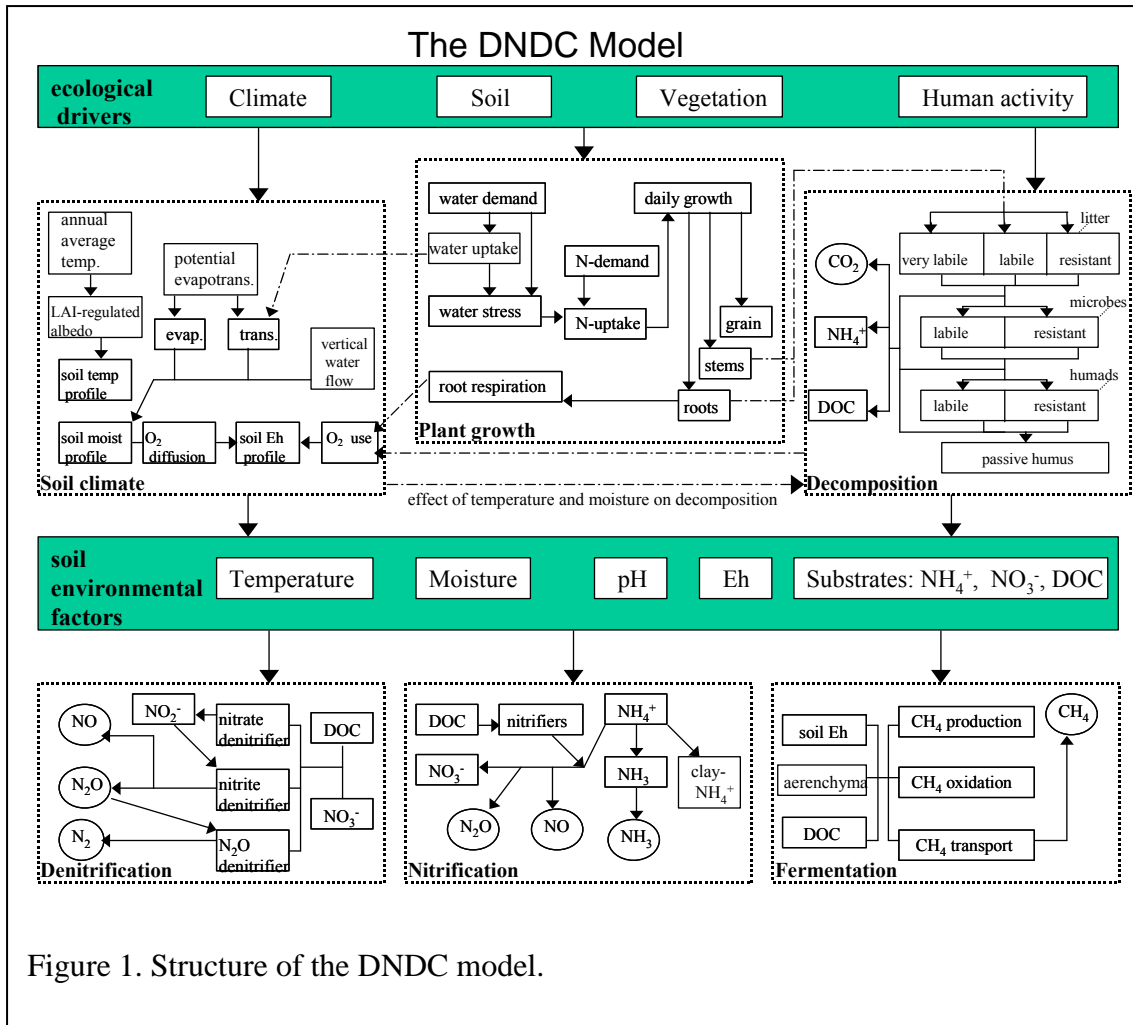 The DNDC Model
ecological
drivers
Climate
Soil
Vegetation
Human activity
annual
average
temp.
potential
evapotrans.
LAI-regulated
albedo
evap.
trans.
vertical
water
flow
soil temp
profile
soil moist
profile
O₂
diffusion
soil Eh
profile
O₂ use
Soil climate
water demand
daily growth
water uptake
N-demand
water stress
N-uptake
grain
stems
root respiration
roots
Plant growth
litter
CO₂
very labile
labile
resistant
microbes
NH₄⁺
labile
resistant
humads
DOC
labile
resistant
passive humus
Decomposition
effect of temperature and moisture on decomposition
soil
environmental
factors
Temperature
Moisture
pH
Eh
Substrates: NH₄⁺, NO₃⁻, DOC
NO
NO₂⁻
nitrate
denitrifier
DOC
N₂O
nitrite
denitrifier
NO₃⁻
N₂
N₂O
denitrifier
Denitrification
DOC
nitrifiers
NH₄⁺
NO₃⁻
NH₃
clay-
NH₄⁺
N₂O
NO
NH₃
Nitrification
soil Eh
CH₄ production
CH₄
aerenchyma
CH₄ oxidation
DOC
CH₄ transport
Fermentation
Figure 1. Structure of the DNDC model.